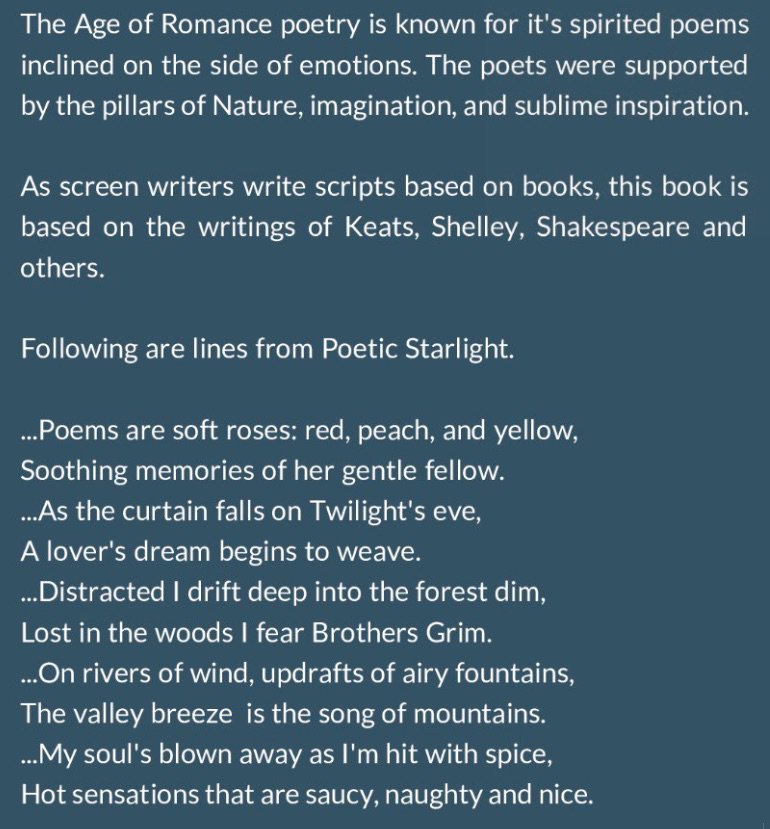 The Age of Romance poetry is known for it's spirited poems
inclined on the side of emotions. The poets were supported
by the pillars of Nature, imagination, and sublime inspiration.
As screen writers write scripts based on books, this book is
based on the writings of Keats, Shelley, Shakespeare and
others.
Following are lines from Poetic Starlight.
...Poems are soft roses: red, peach, and yellow,
Soothing memories of her gentle fellow.
...As the curtain falls on Twilight's eve,
A lover's dream begins to weave.
...Distracted I drift deep into the forest dim,
Lost in the woods I fear Brothers Grim.
...On rivers of wind, updrafts of airy fountains,
The valley breeze  is the song of mountains.
...My soul's blown away as I'm hit with spice,
Hot sensations that are saucy, naughty and nice.